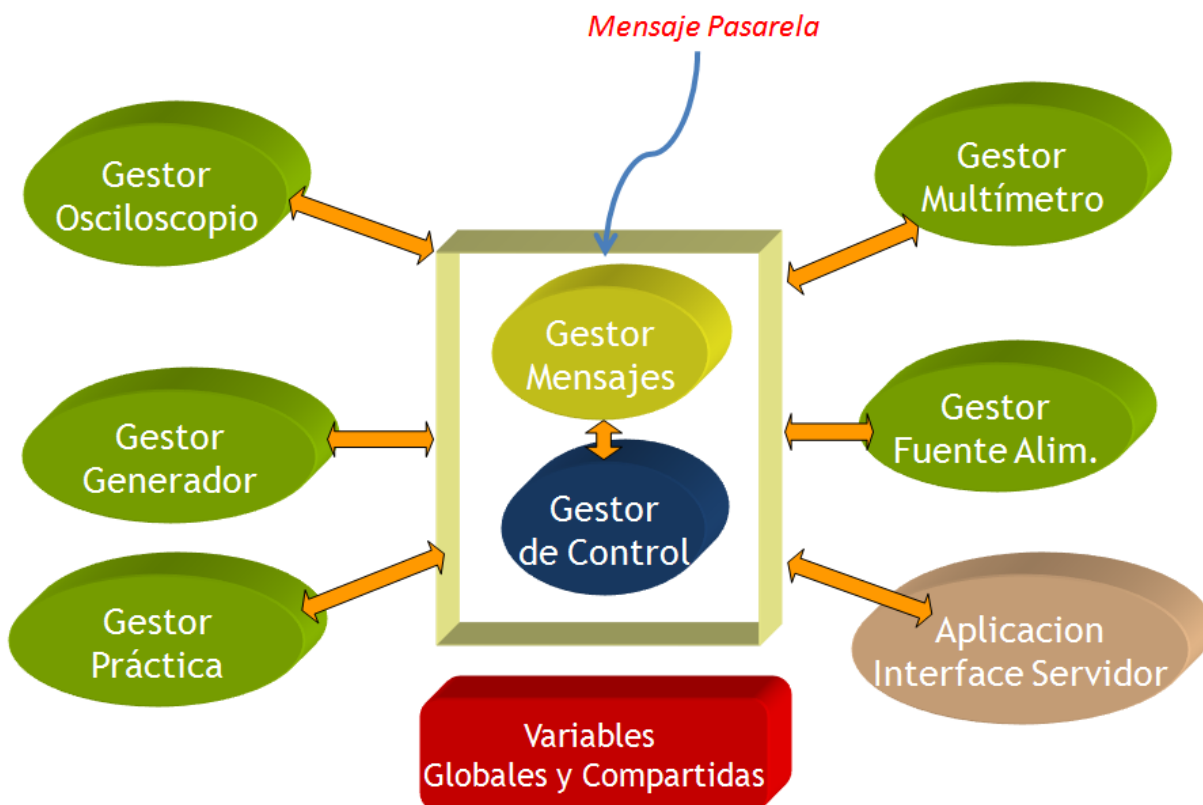 Mensaje Pasarela
Gestor
Osciloscopio
Gestor
Multímetro
Gestor
Mensajes
Gestor
Generador
Gestor
Fuente Alim.
Gestor
de Control
Gestor
Práctica
Aplicacion
Interface Servidor
Variables
Globales y Compartidas